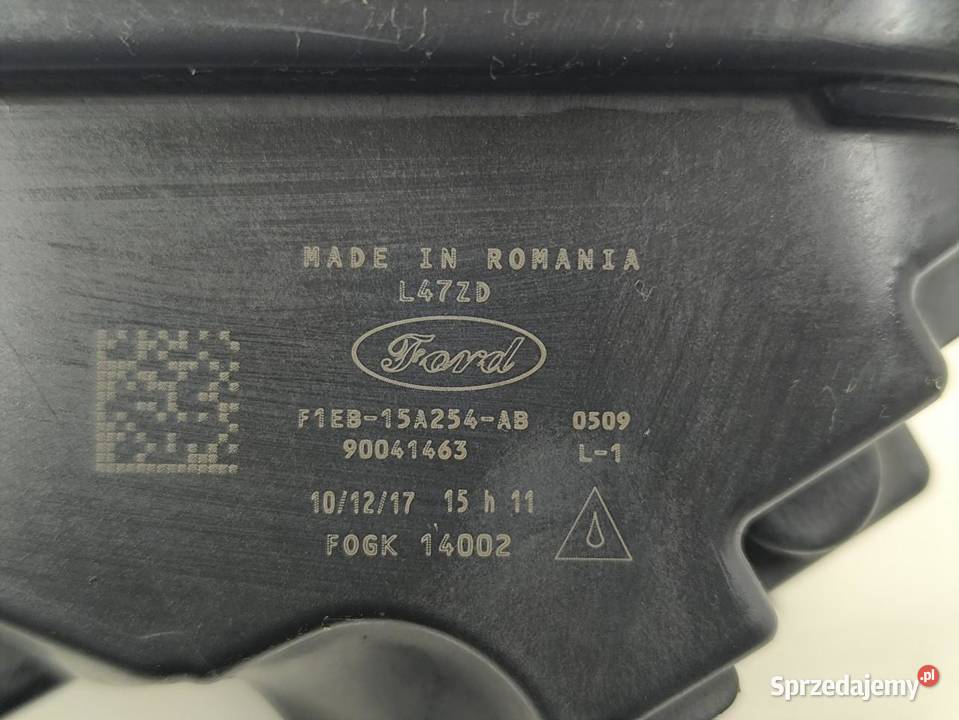 MADE IN ROMANIA
L47ZD
Ford
F1EB-15A254-AB 0509
90041463 L-1
10/12/17 15 h 11
FOGK 14002
Sprzedajemy.pl